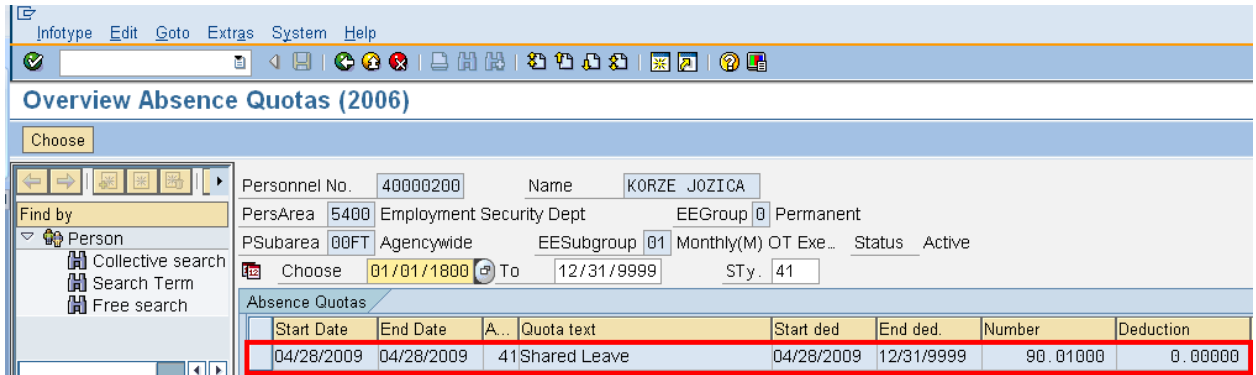 Infotype Edit Goto Extras System Help
Overview Absence Quotas (2006)
Choose
Find by
Person
Collective search
Search Term
Free search
Personnel No. 40000200 Name KORZE JOZICA
PersArea 5400 Employment Security Dept EEGroup 0 Permanent
PSubarea 00FT Agencywide EESubgroup 01 Monthly(M) OT Exe... Status Active
Choose 01/01/1800 To 12/31/9999 STy. 41
Absence Quotas
Start Date End Date A... Quota text Start ded End ded. Number Deduction
04/28/2009 04/28/2009 41 Shared Leave 04/28/2009 12/31/9999 90.01000 0.00000